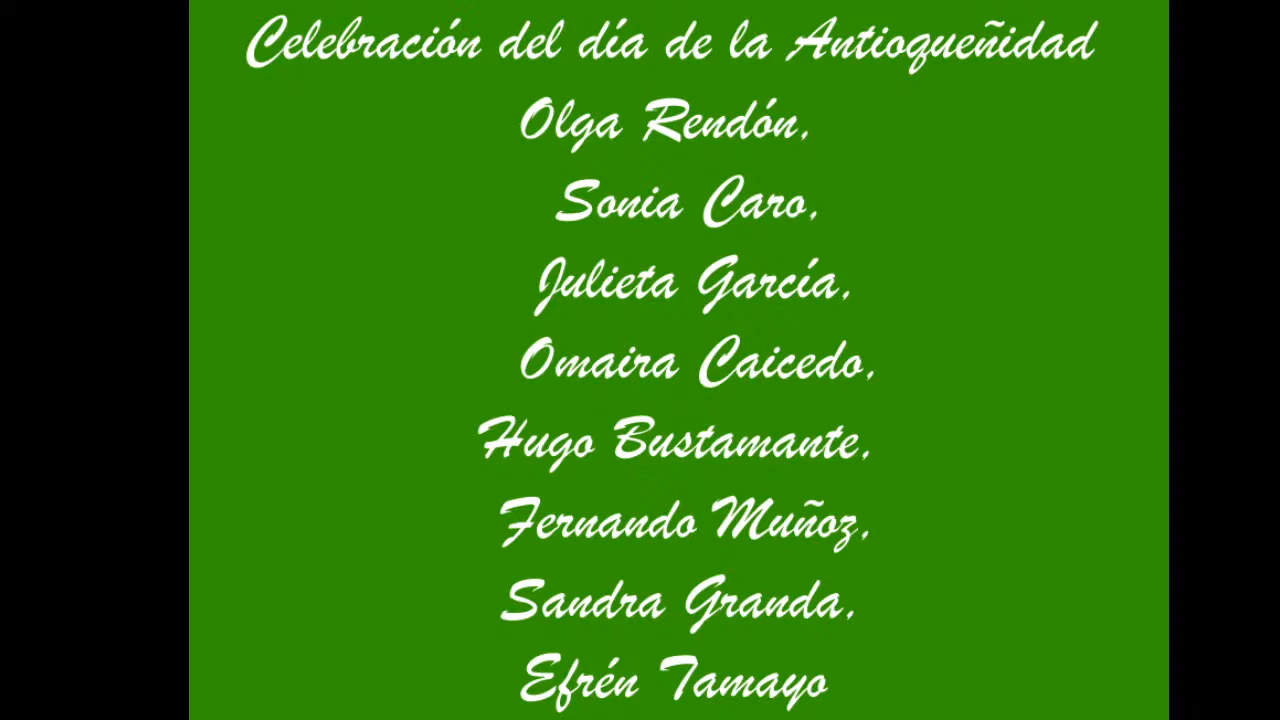 Celebración del día de la Antioqueñidad
Olga Rendón,
Sonia Caro,
Julieta García,
Omaira Caicedo,
Hugo Bustamante,
Fernando Muñoz,
Sandra Granda,
Efrén Tamayo